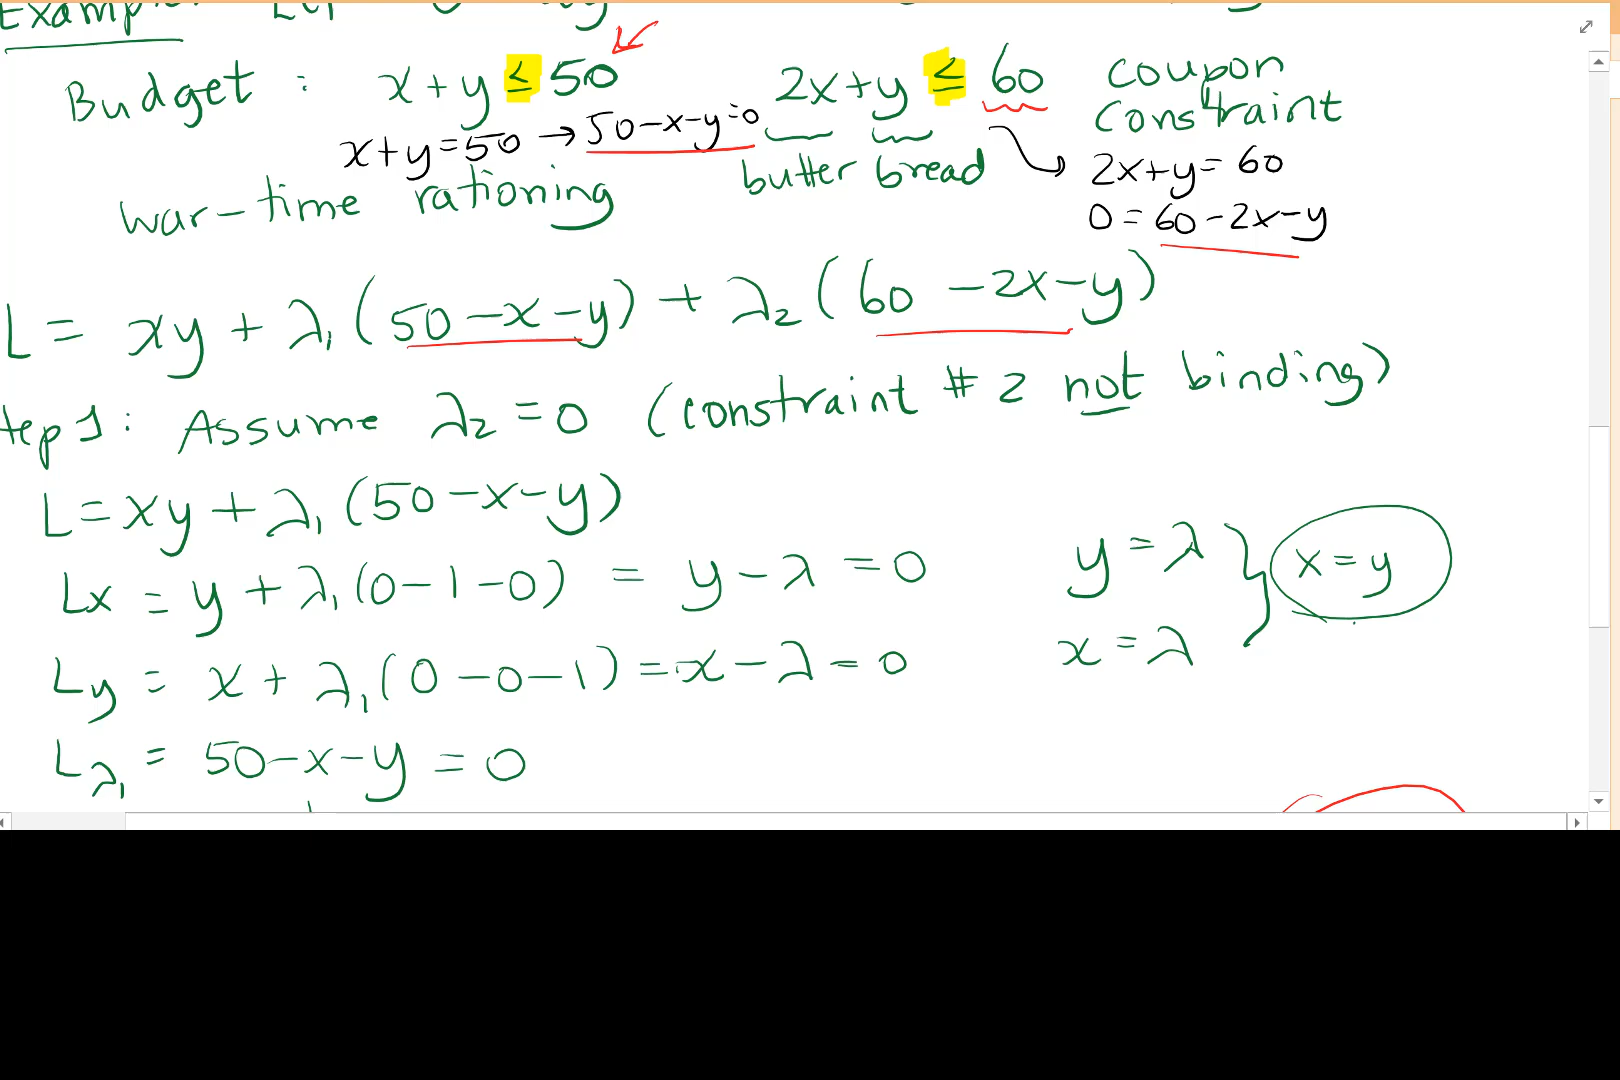 Example:
Budget : x+y ≤ 50 2x+y ≤ 60 coupon constraint
x+y=50 → 50-x-y=0
butter bread
2x+y=60
war-time rationing
0=60-2x-y
L= xy + λ₁(50-x-y) + λ₂(60-2x-y)
tep 1: Assume λ₂=0 (constraint #2 not binding)
L=xy+λ₁(50-x-y)
Lx = y+λ₁(0-1-0) = y-λ=0
y=λ
x=y
Ly = x+λ₁(0-0-1)=x-λ=0
x=λ
Lλ₁ = 50-x-y=0